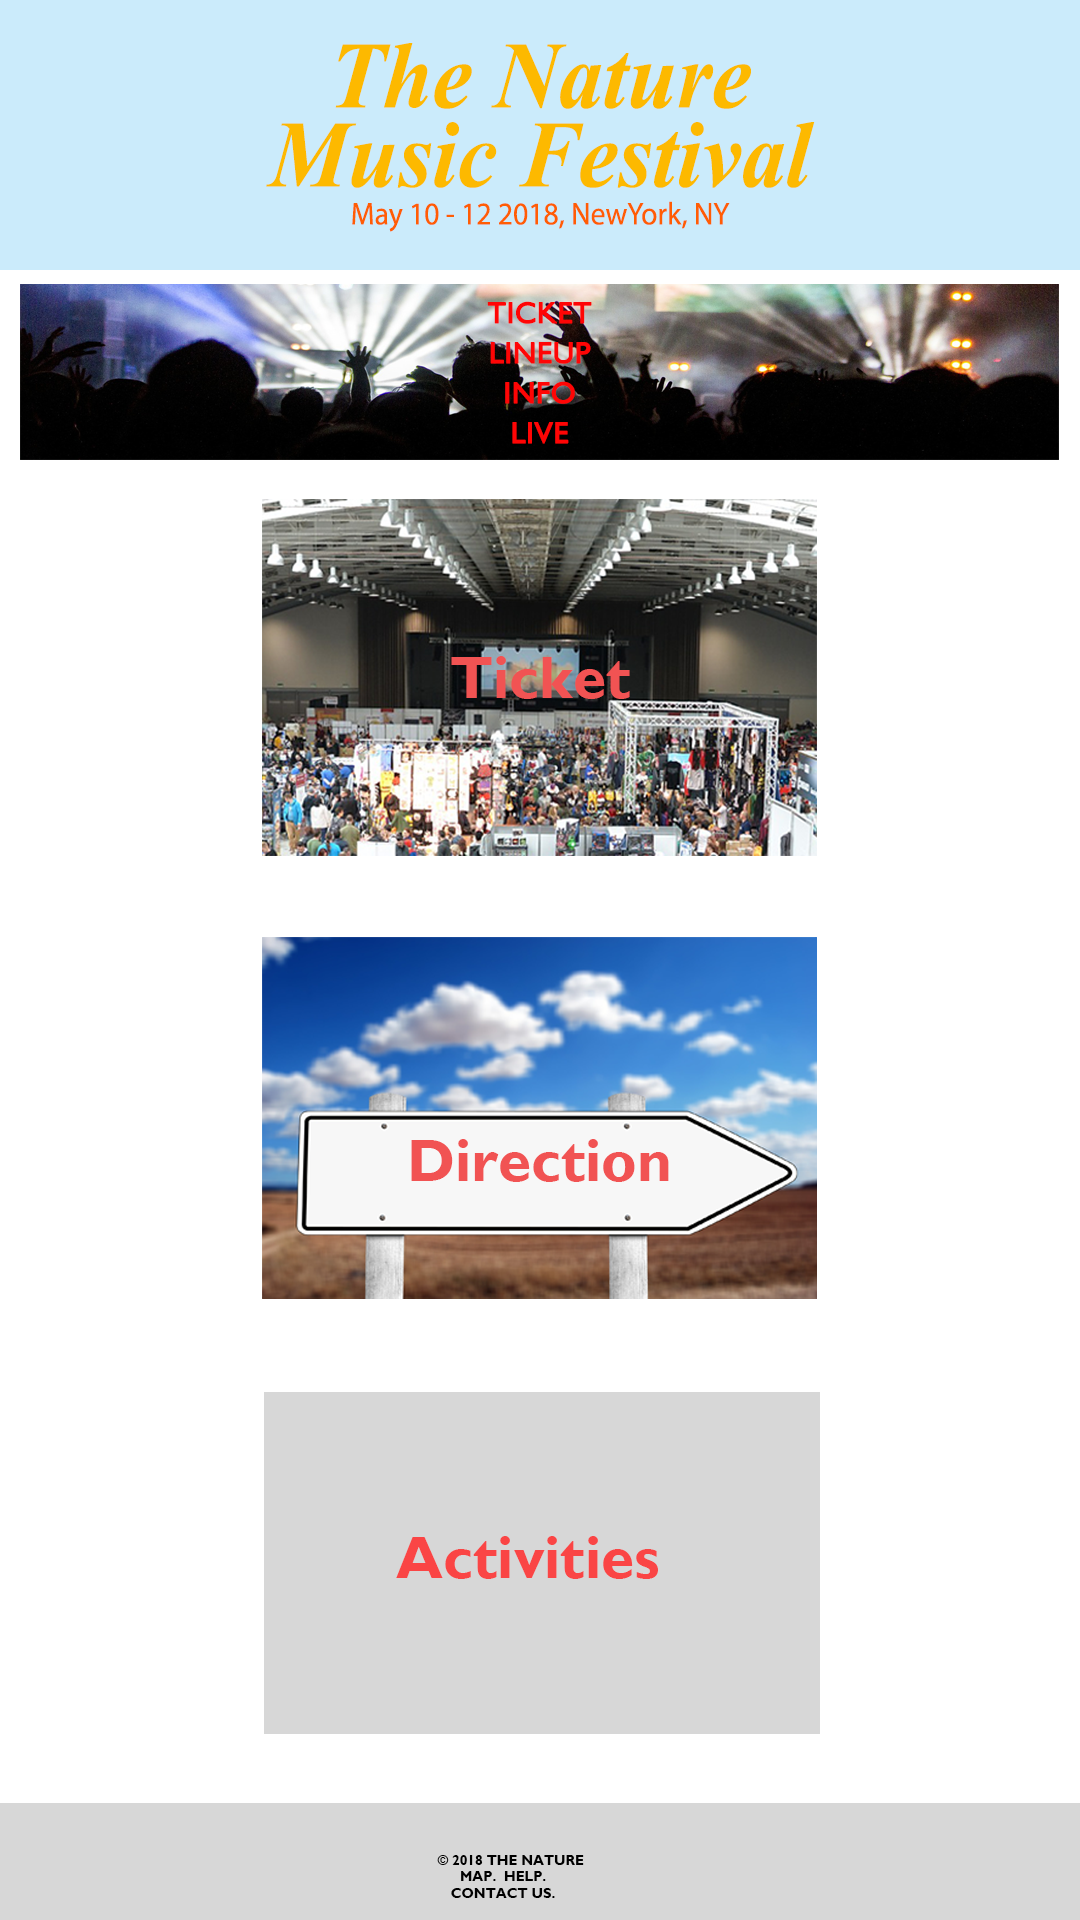 The Nature
Music Festival
May 10 - 12 2018, NewYork, NY
TICKET
LINEUP
INFO
LIVE
Ticket
Direction
Activities
© 2018 THE NATURE
MAP. HELP.
CONTACT US.